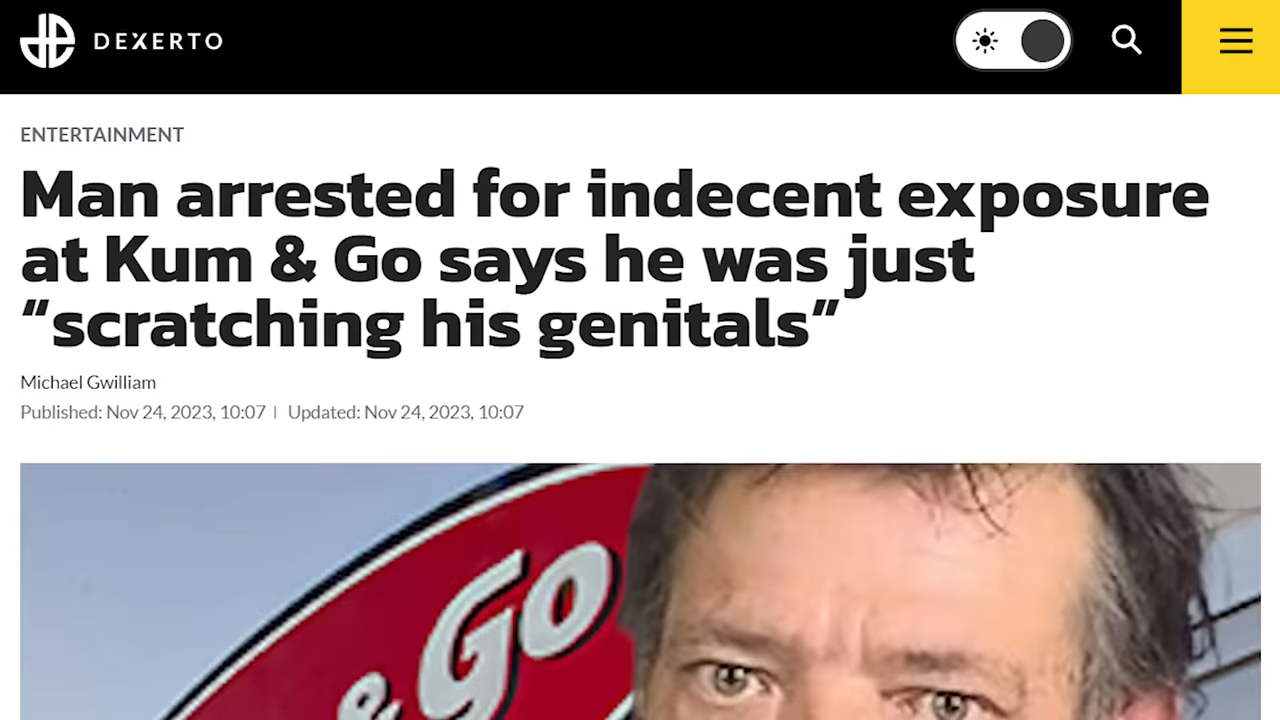 DEXERTO
ENTERTAINMENT
Man arrested for indecent exposure
at Kum & Go says he was just
“scratching his genitals”
Michael Gwilliam
Published: Nov 24, 2023, 10:07 | Updated: Nov 24, 2023, 10:07
& Go